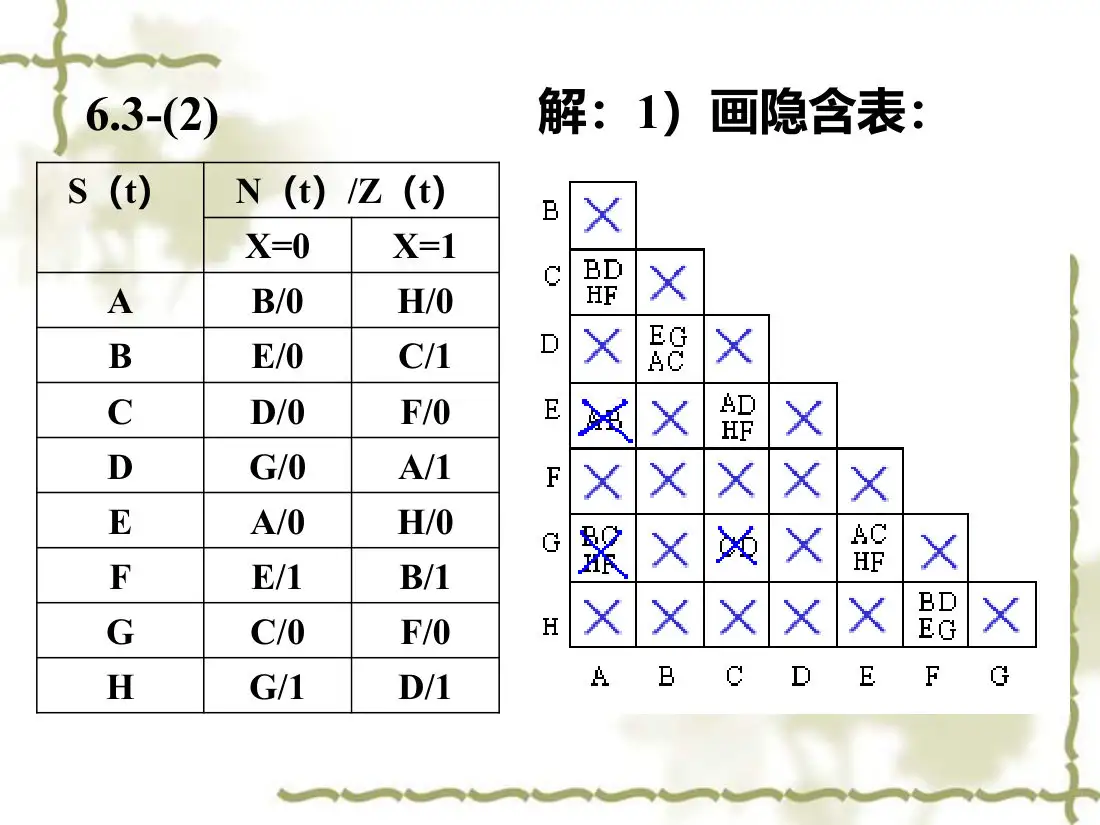 6.3-(2)
S（t） N（t）/Z（t）
X=0 X=1
A B/0 H/0
B E/0 C/1
C D/0 F/0
D G/0 A/1
E A/0 H/0
F E/1 B/1
G C/0 F/0
H G/1 D/1
解：1）画隐含表：
B
C BD
HF
D EG
AC
E AB AD
HF
F
G BC CD AC
HF HF
H BD
EG
A B C D E F G